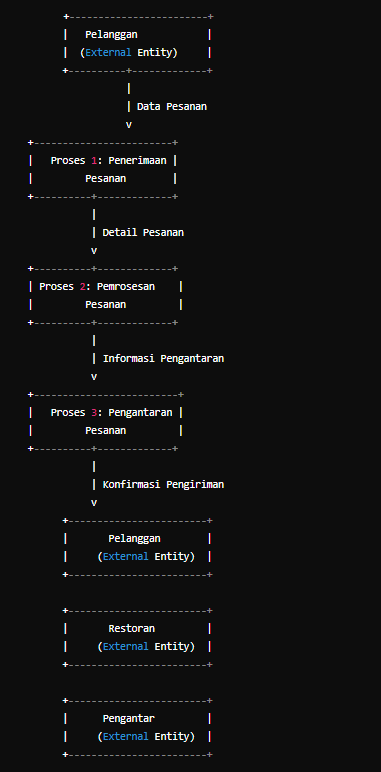 Pelanggan
(External Entity)
Data Pesanan
v
Proses 1: Penerimaan
Pesanan
Detail Pesanan
v
Proses 2: Pemrosesan
Pesanan
Informasi Pengantaran
v
Proses 3: Pengantaran
Pesanan
Konfirmasi Pengiriman
v
Pelanggan
(External Entity)
Restoran
(External Entity)
Pengantar
(External Entity)